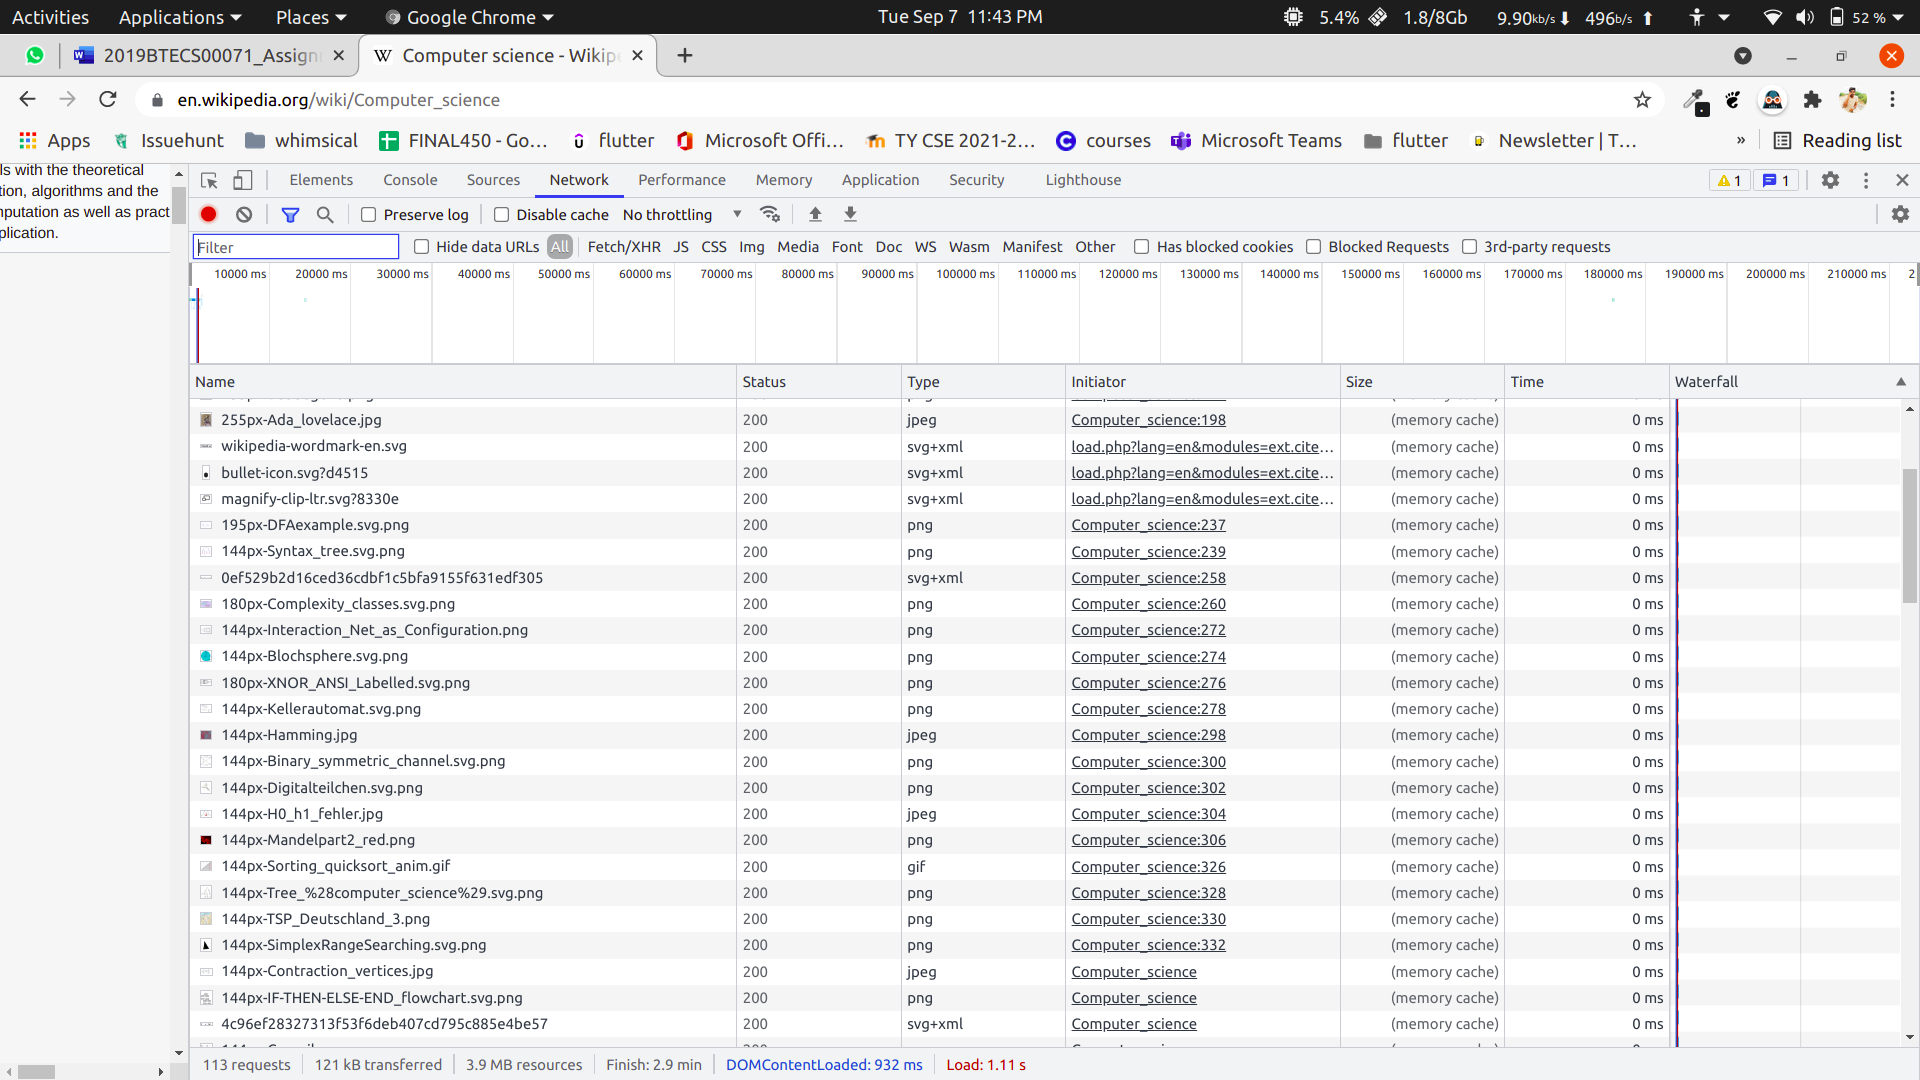 Activities Applications Places Google Chrome Tue Sep 7 11:43 PM 5.4% 1.8/8Gb 9.90kb/s 496b/s 52 %
2019BTECS00071_Assign Computer science - Wikip
en.wikipedia.org/wiki/Computer_science
Apps Issuehunt whimsical FINAL450 - Go... flutter Microsoft Offi... TY CSE 2021-2... courses Microsoft Teams flutter Newsletter | T... » Reading list
ls with the theoretical
tion, algorithms and the
nputation as well as pract
plication.
Elements Console Sources Network Performance Memory Application Security Lighthouse 1 1
Preserve log Disable cache No throttling
Filter Hide data URLs All Fetch/XHR JS CSS Img Media Font Doc WS Wasm Manifest Other Has blocked cookies Blocked Requests 3rd-party requests
10000 ms 20000 ms 30000 ms 40000 ms 50000 ms 60000 ms 70000 ms 80000 ms 90000 ms 100000 ms 110000 ms 120000 ms 130000 ms 140000 ms 150000 ms 160000 ms 170000 ms 180000 ms 190000 ms 200000 ms 210000 ms 2
Name Status Type Initiator Size Time Waterfall
255px-Ada_lovelace.jpg 200 jpeg Computer_science:198 (memory cache) 0 ms
wikipedia-wordmark-en.svg 200 svg+xml load.php?lang=en&modules=ext.cite... (memory cache) 0 ms
bullet-icon.svg?d4515 200 svg+xml load.php?lang=en&modules=ext.cite... (memory cache) 0 ms
magnify-clip-ltr.svg?8330e 200 svg+xml load.php?lang=en&modules=ext.cite... (memory cache) 0 ms
195px-DFAexample.svg.png 200 png Computer_science:237 (memory cache) 0 ms
144px-Syntax_tree.svg.png 200 png Computer_science:239 (memory cache) 0 ms
0ef529b2d16ced36cdbf1c5bfa9155f631edf305 200 svg+xml Computer_science:258 (memory cache) 0 ms
180px-Complexity_classes.svg.png 200 png Computer_science:260 (memory cache) 0 ms
144px-Interaction_Net_as_Configuration.png 200 png Computer_science:272 (memory cache) 0 ms
144px-Blochsphere.svg.png 200 png Computer_science:274 (memory cache) 0 ms
180px-XNOR_ANSI_Labelled.svg.png 200 png Computer_science:276 (memory cache) 0 ms
144px-Kellerautomat.svg.png 200 png Computer_science:278 (memory cache) 0 ms
144px-Hamming.jpg 200 jpeg Computer_science:298 (memory cache) 0 ms
144px-Binary_symmetric_channel.svg.png 200 png Computer_science:300 (memory cache) 0 ms
144px-Digitalteilchen.svg.png 200 png Computer_science:302 (memory cache) 0 ms
144px-H0_h1_fehler.jpg 200 jpeg Computer_science:304 (memory cache) 0 ms
144px-Mandelpart2_red.png 200 png Computer_science:306 (memory cache) 0 ms
144px-Sorting_quicksort_anim.gif 200 gif Computer_science:326 (memory cache) 0 ms
144px-Tree_%28computer_science%29.svg.png 200 png Computer_science:328 (memory cache) 0 ms
144px-TSP_Deutschland_3.png 200 png Computer_science:330 (memory cache) 0 ms
144px-SimplexRangeSearching.svg.png 200 png Computer_science:332 (memory cache) 0 ms
144px-Contraction_vertices.jpg 200 jpeg Computer_science (memory cache) 0 ms
144px-IF-THEN-ELSE-END_flowchart.svg.png 200 png Computer_science (memory cache) 0 ms
4c96ef28327313f53f6deb407cd795c885e4be57 200 svg+xml Computer_science (memory cache) 0 ms
113 requests 121 kB transferred 3.9 MB resources Finish: 2.9 min DOMContentLoaded: 932 ms Load: 1.11 s